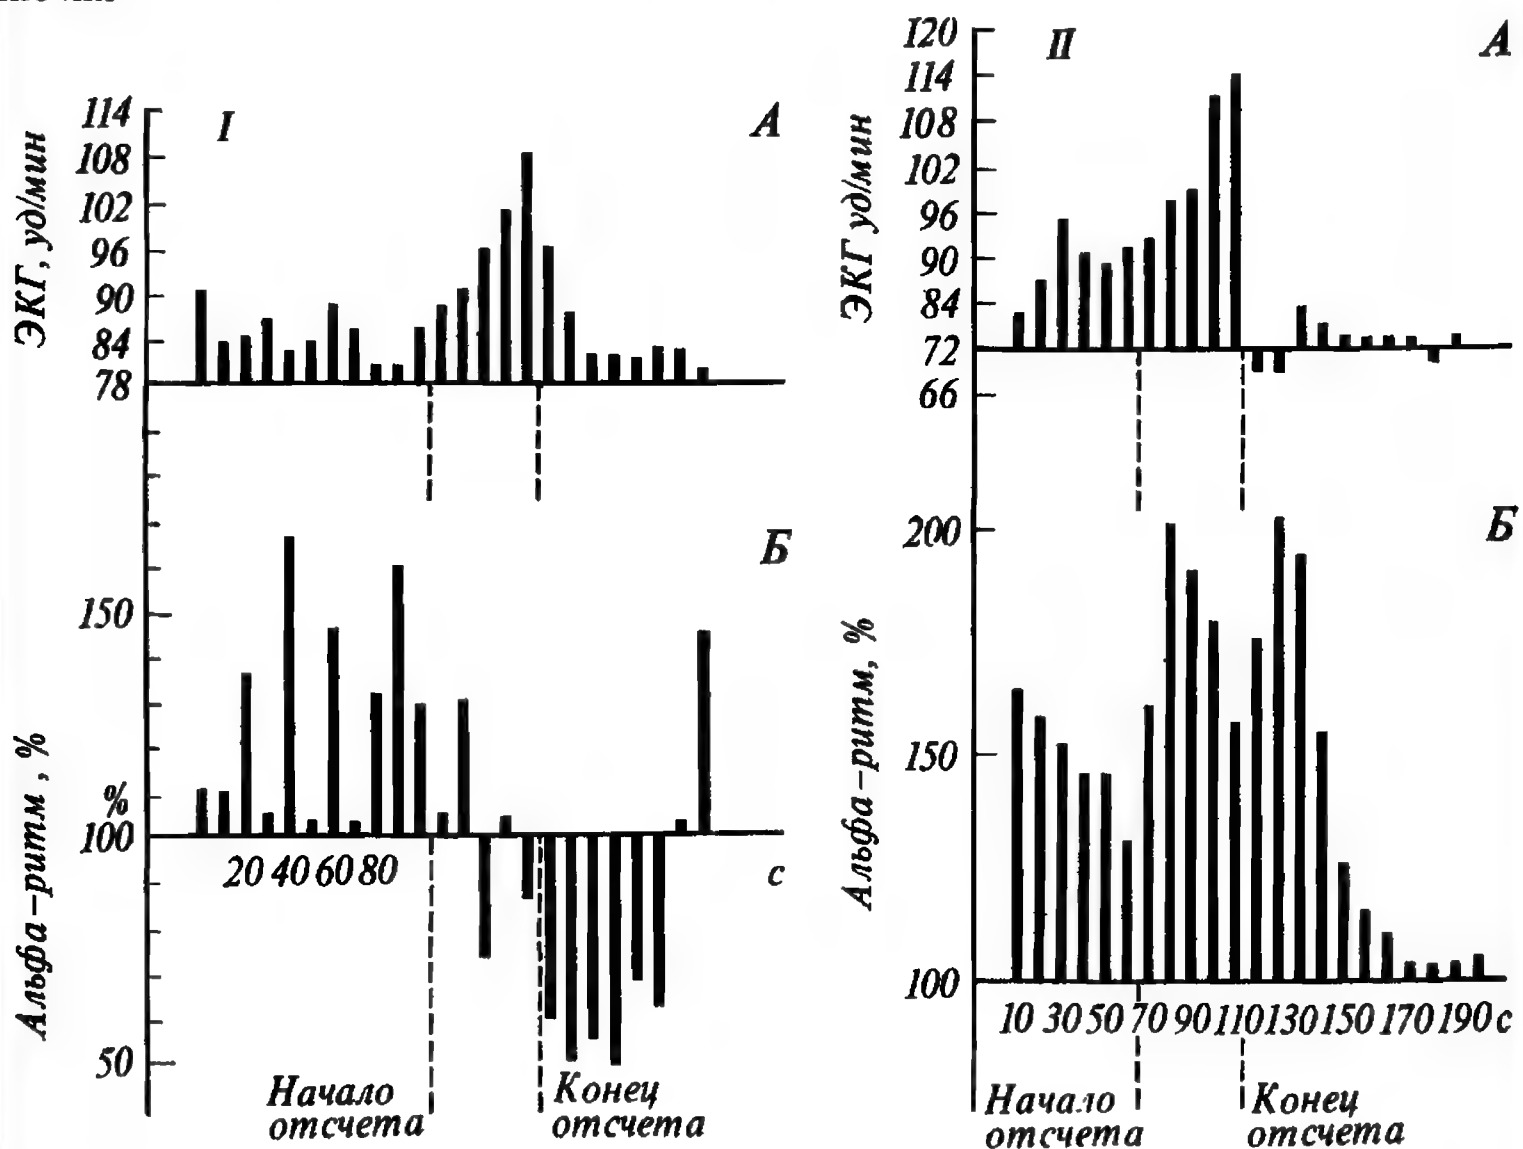 I
А
ЭКГ, уд/мин
114
108
102
96
90
84
78
Б
Альфа-ритм, %
150
%
100
50
20 40 60 80
с
Начало
отсчета
Конец
отсчета
II
А
ЭКГ уд/мин
120
114
108
102
96
90
84
72
66
Б
Альфа-ритм, %
200
150
100
10 30 50 70 90 110 130 150 170 190 с
Начало
отсчета
Конец
отсчета